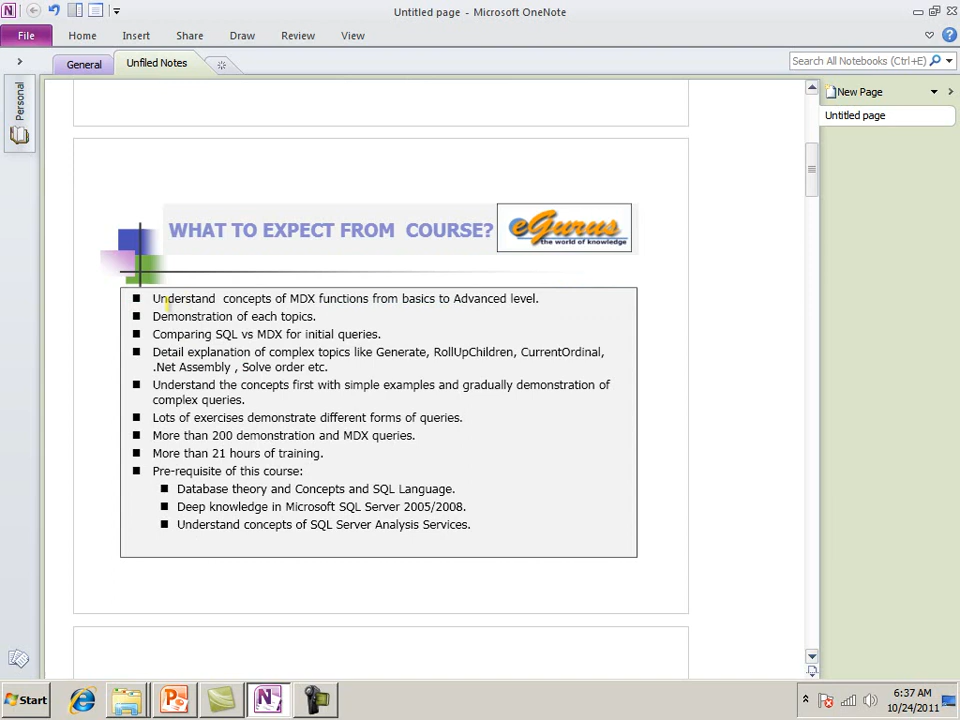 Untitled page - Microsoft OneNote
File Home Insert Share Draw Review View
General Unfiled Notes
Search All Notebooks (Ctrl+E)
Personal
New Page
Untitled page
WHAT TO EXPECT FROM COURSE?
eGurus
the world of knowledge
Understand concepts of MDX functions from basics to Advanced level.
Demonstration of each topics.
Comparing SQL vs MDX for initial queries.
Detail explanation of complex topics like Generate, RollUpChildren, CurrentOrdinal,
.Net Assembly , Solve order etc.
Understand the concepts first with simple examples and gradually demonstration of
complex queries.
Lots of exercises demonstrate different forms of queries.
More than 200 demonstration and MDX queries.
More than 21 hours of training.
Pre-requisite of this course:
Database theory and Concepts and SQL Language.
Deep knowledge in Microsoft SQL Server 2005/2008.
Understand concepts of SQL Server Analysis Services.
Start
6:37 AM
10/24/2011